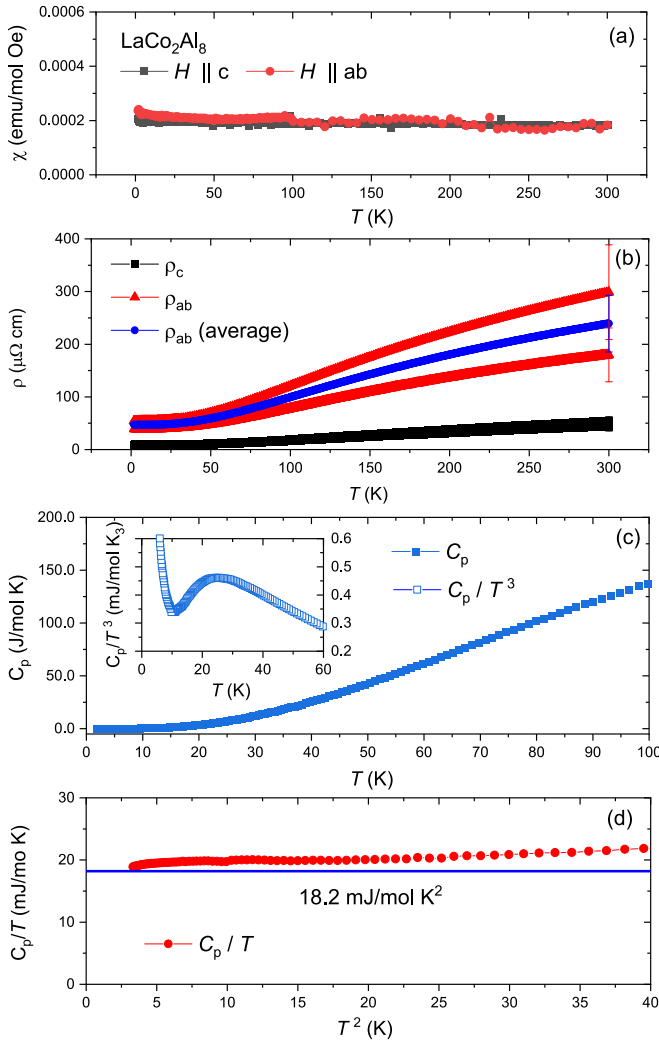 0.0006
0.0004
0.0002
0.0000
χ (emu/mol Oe)
LaCo₂Al₈
(a)
H || c
H || ab
0 50 100 150 200 250 300
T (K)
400
300
200
100
0
ρ (μΩ cm)
(b)
ρc
ρab
ρab (average)
0 50 100 150 200 250 300
T (K)
200.0
150.0
100.0
50.0
0.0
Cp (J/mol K)
(c)
Cp
Cp / T³
0.6
0.5
0.4
0.3
0.2
Cp/T³ (mJ/mol K₃)
0 20 40 60
T (K)
0 10 20 30 40 50 60 70 80 90 100
T (K)
30
20
10
0
Cp/T (mJ/mo K)
(d)
18.2 mJ/mol K²
Cp / T
0 5 10 15 20 25 30 35 40
T² (K)